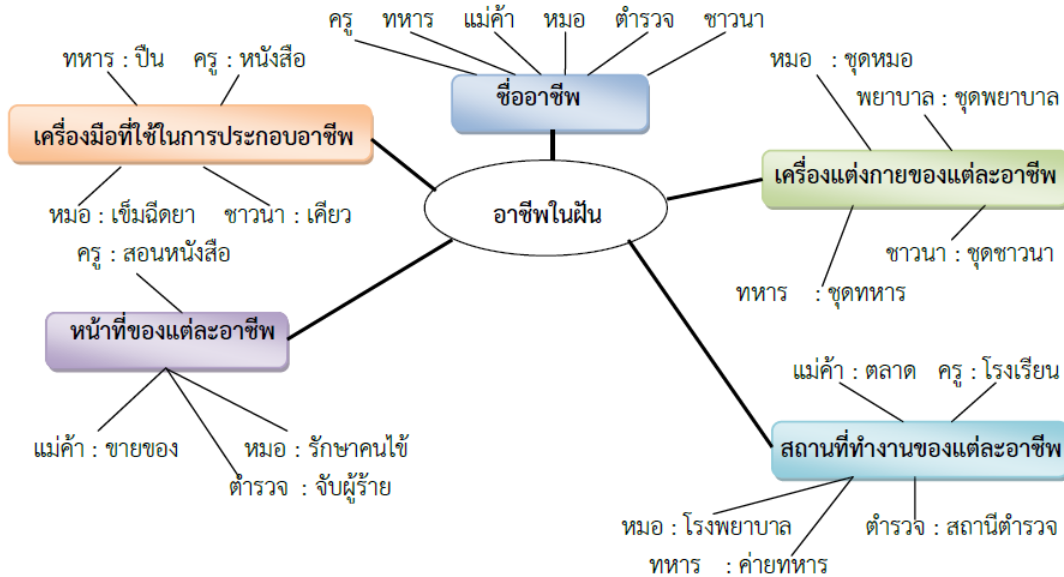 ครู ทหาร แม่ค้า หมอ ตำรวจ ชาวนา
ชื่ออาชีพ
ทหาร : ปืน ครู : หนังสือ
เครื่องมือที่ใช้ในการประกอบอาชีพ
หมอ : เข็มฉีดยา ชาวนา : เคียว
หมอ : ชุดหมอ
พยาบาล : ชุดพยาบาล
เครื่องแต่งกายของแต่ละอาชีพ
ชาวนา : ชุดชาวนา
ทหาร : ชุดทหาร
อาชีพในฝัน
ครู : สอนหนังสือ
หน้าที่ของแต่ละอาชีพ
แม่ค้า : ขายของ หมอ : รักษาคนไข้
ตำรวจ : จับผู้ร้าย
แม่ค้า : ตลาด ครู : โรงเรียน
สถานที่ทำงานของแต่ละอาชีพ
หมอ : โรงพยาบาล ตำรวจ : สถานีตำรวจ
ทหาร : ค่ายทหาร